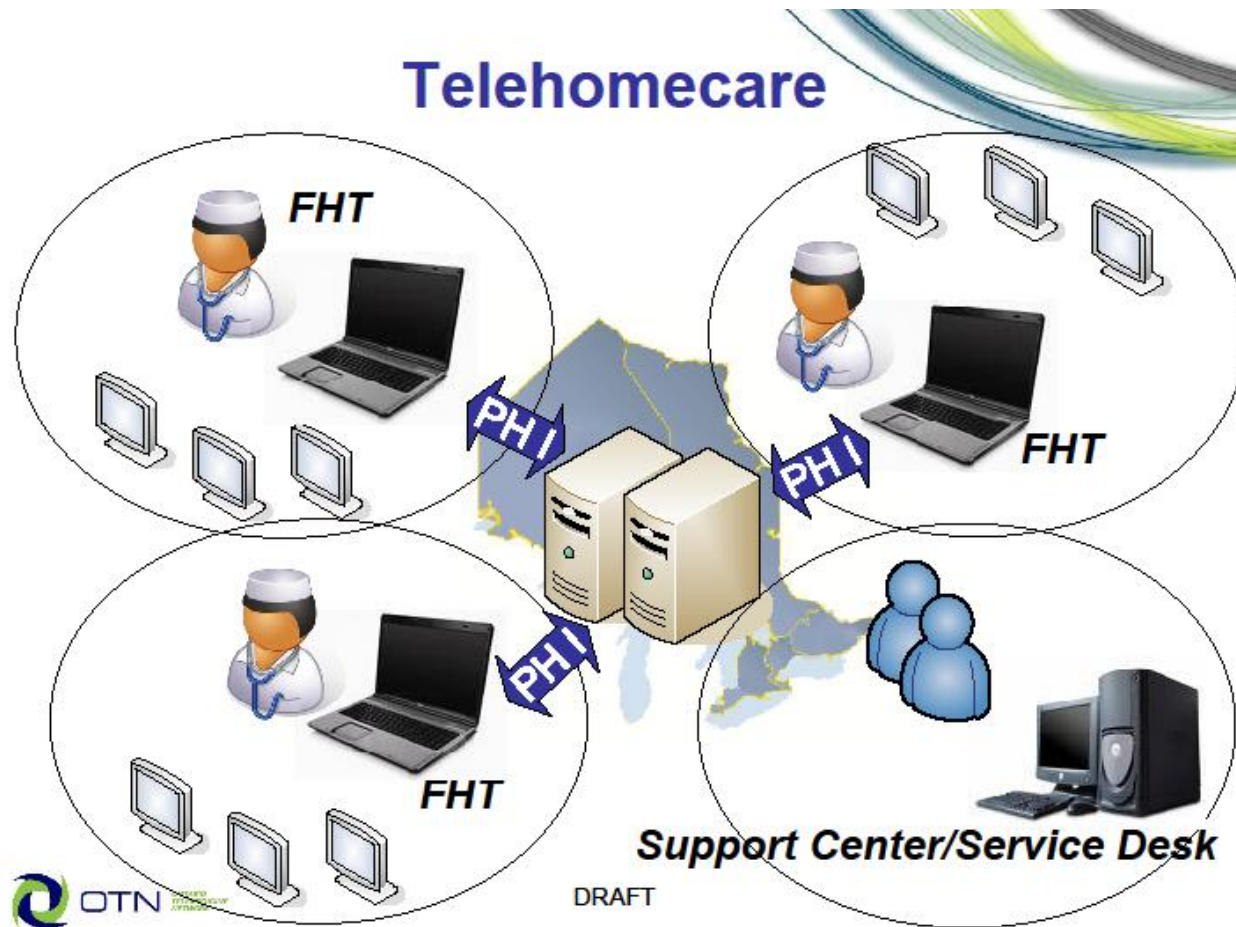 Telehomecare
FHT
PHI
PHI
FHT
PHI
FHT
Support Center/Service Desk
OTN
DRAFT